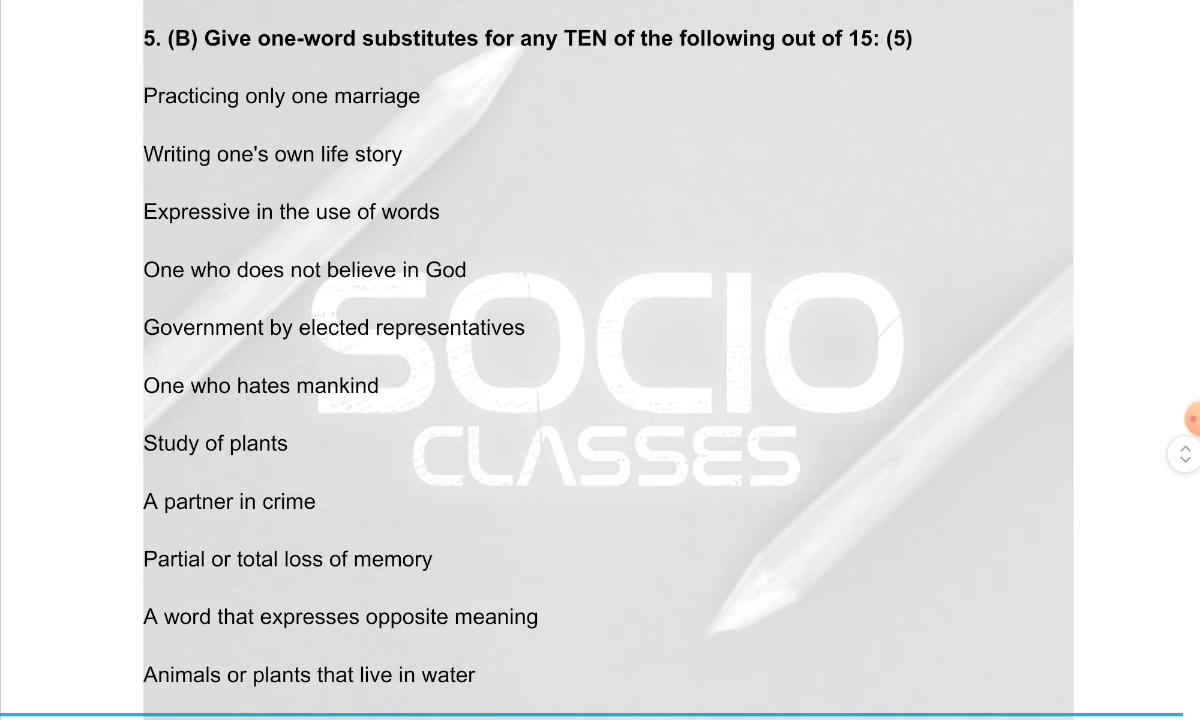 5. (B) Give one-word substitutes for any TEN of the following out of 15: (5)
Practicing only one marriage
Writing one's own life story
Expressive in the use of words
One who does not believe in God
Government by elected representatives
One who hates mankind
Study of plants
A partner in crime
Partial or total loss of memory
A word that expresses opposite meaning
Animals or plants that live in water
SOCIO
CLASSES